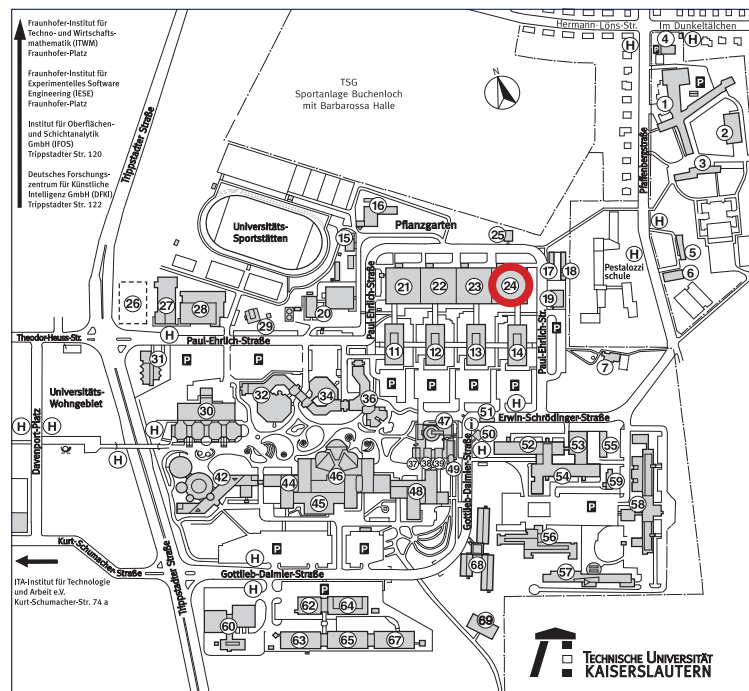 Fraunhofer-Institut für
Techno- und Wirtschafts-
mathematik (ITWM)
Fraunhofer-Platz
Fraunhofer-Institut für
Experimentelles Software
Engineering (IESE)
Fraunhofer-Platz
Institut für Oberflächen-
und Schichtanalytik
GmbH (IFOS)
Trippstadter Str. 120
Deutsches Forschungs-
zentrum für Künstliche
Intelligenz GmbH (DFKI)
Trippstadter Str. 122
Trippstadter Straße
Hermann-Löns-Str.
Im Dunkeltälchen
H
H
4
P
TSG
Sportanlage Buchenloch
mit Barbarossa Halle
N
P
1
2
3
Pfaffenbergstraße
H
H
5
6
Pestalozzi
schule
16
Pflanzgarten
15
25
Universitäts-
Sportstätten
17
18
19
21
22
23
24
26
27
28
29
20
Paul-Ehrlich-Straße
Paul-Ehrlich-Str.
P
11
12
13
14
7
H
Theodor-Heuss-Str.
Paul-Ehrlich-Straße
31
P
P
P
P
P
Universitäts-
Wohngebiet
Davenport-Platz
30
32
34
36
51
H
Erwin-Schrödinger-Straße
H
H
H
H
47
i
50
H
52
53
55
37
38
39
49
54
59
42
44
46
45
48
58
Gottlieb-Daimler-Straße
P
56
57
68
P
P
Kurt-Schumacher-Straße
Trippstadter Straße
H
Gottlieb-Daimler-Straße
H
ITA-Institut für Technologie
und Arbeit e.V.
Kurt-Schumacher-Str. 74 a
P
62
64
60
63
65
67
69
TECHNISCHE UNIVERSITÄT
KAISERSLAUTERN